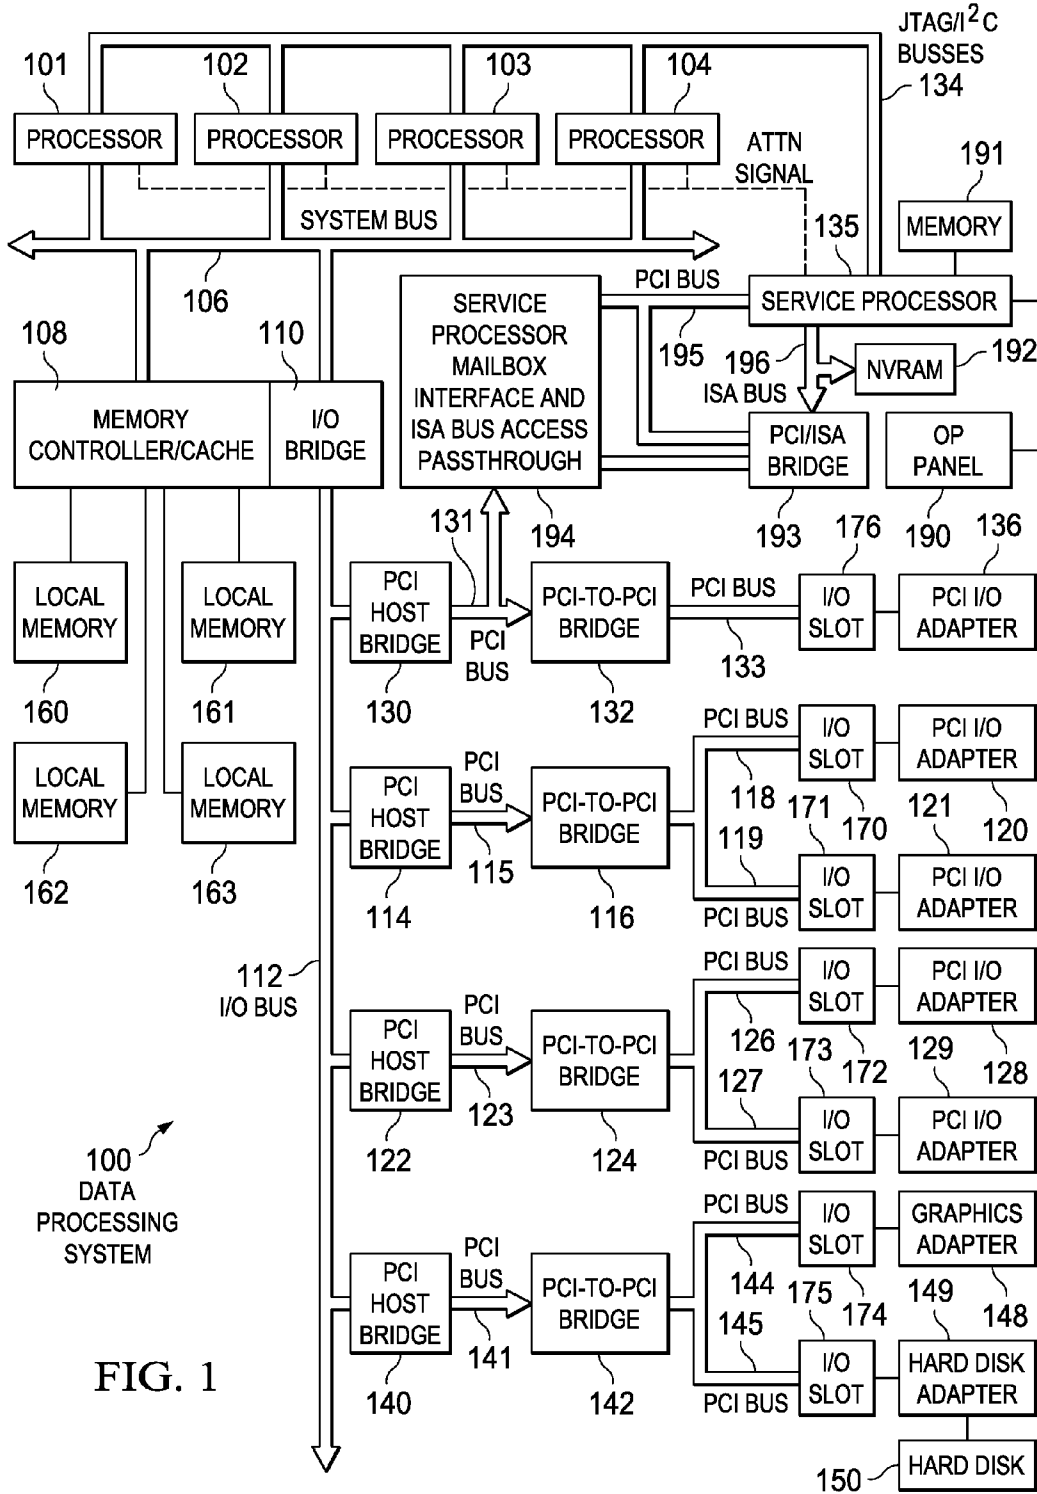 JTAG/I²C
BUSSES
134
101
102
103
104
PROCESSOR
PROCESSOR
PROCESSOR
PROCESSOR
ATTN
SIGNAL
191
MEMORY
SYSTEM BUS
106
135
PCI BUS
SERVICE PROCESSOR
195
196
ISA BUS
192
NVRAM
108
110
MEMORY
CONTROLLER/CACHE
I/O
BRIDGE
SERVICE
PROCESSOR
MAILBOX
INTERFACE AND
ISA BUS ACCESS
PASSTHROUGH
194
PCI/ISA
BRIDGE
193
OP
PANEL
190
131
176
136
LOCAL
MEMORY
160
LOCAL
MEMORY
161
LOCAL
MEMORY
162
LOCAL
MEMORY
163
PCI
HOST
BRIDGE
130
PCI
BUS
PCI-TO-PCI
BRIDGE
132
PCI BUS
133
I/O
SLOT
PCI I/O
ADAPTER
PCI
HOST
BRIDGE
114
PCI
BUS
115
PCI-TO-PCI
BRIDGE
116
PCI BUS
118
119
PCI BUS
I/O
SLOT
170
171
I/O
SLOT
PCI I/O
ADAPTER
120
121
PCI I/O
ADAPTER
112
I/O BUS
PCI
HOST
BRIDGE
122
PCI
BUS
123
PCI-TO-PCI
BRIDGE
124
PCI BUS
126
127
PCI BUS
I/O
SLOT
172
173
I/O
SLOT
PCI I/O
ADAPTER
128
129
PCI I/O
ADAPTER
100
DATA
PROCESSING
SYSTEM
PCI
HOST
BRIDGE
140
PCI
BUS
141
PCI-TO-PCI
BRIDGE
142
PCI BUS
144
145
PCI BUS
I/O
SLOT
174
175
I/O
SLOT
GRAPHICS
ADAPTER
148
149
HARD DISK
ADAPTER
150
HARD DISK
FIG. 1